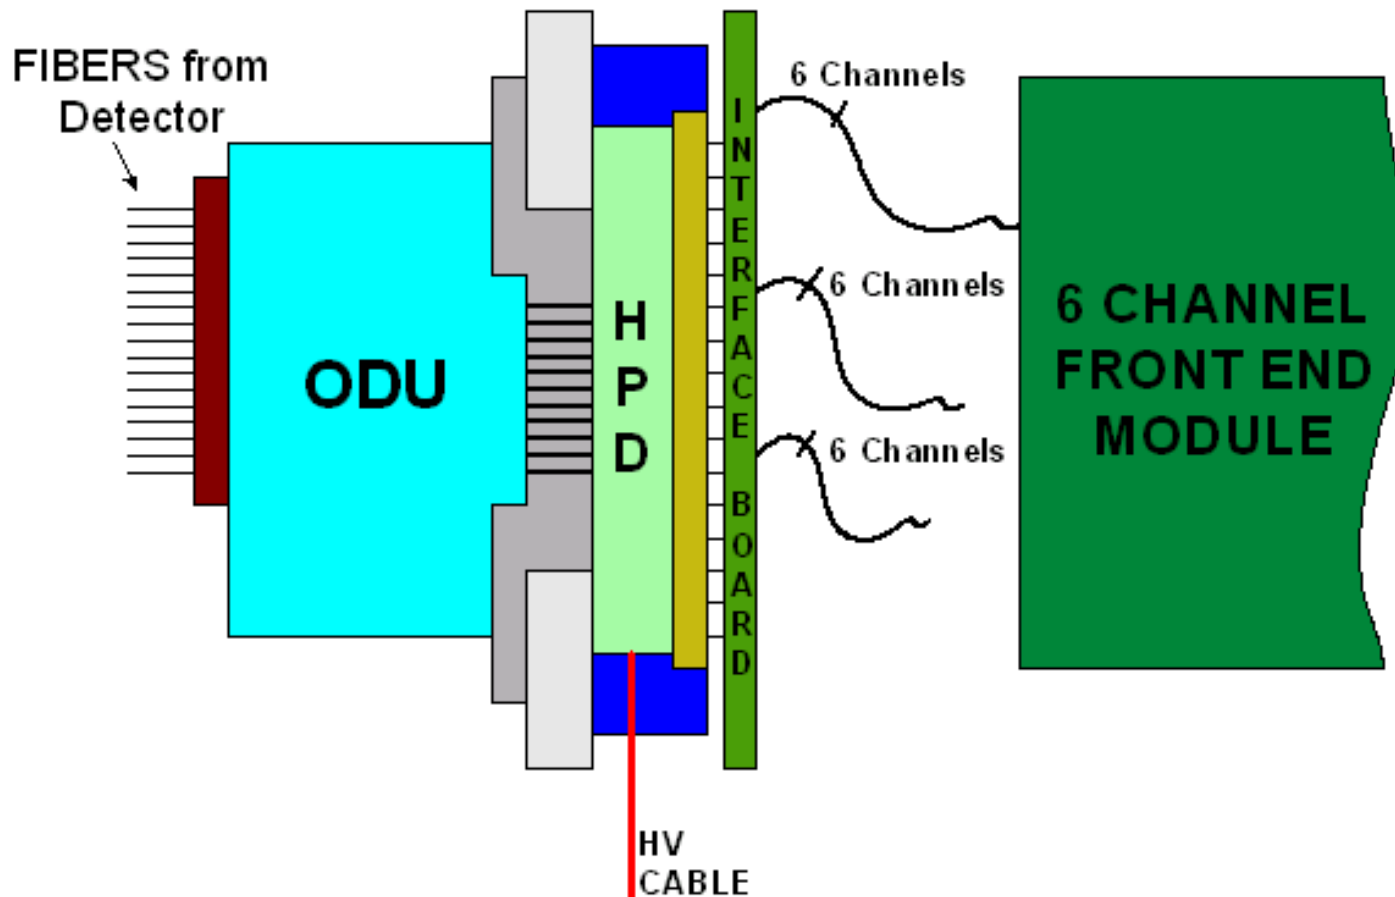 FIBERS from
Detector
ODU
HPD
INTERFACE BOARD
6 Channels
6 Channels
6 Channels
6 CHANNEL
FRONT END
MODULE
HV
CABLE